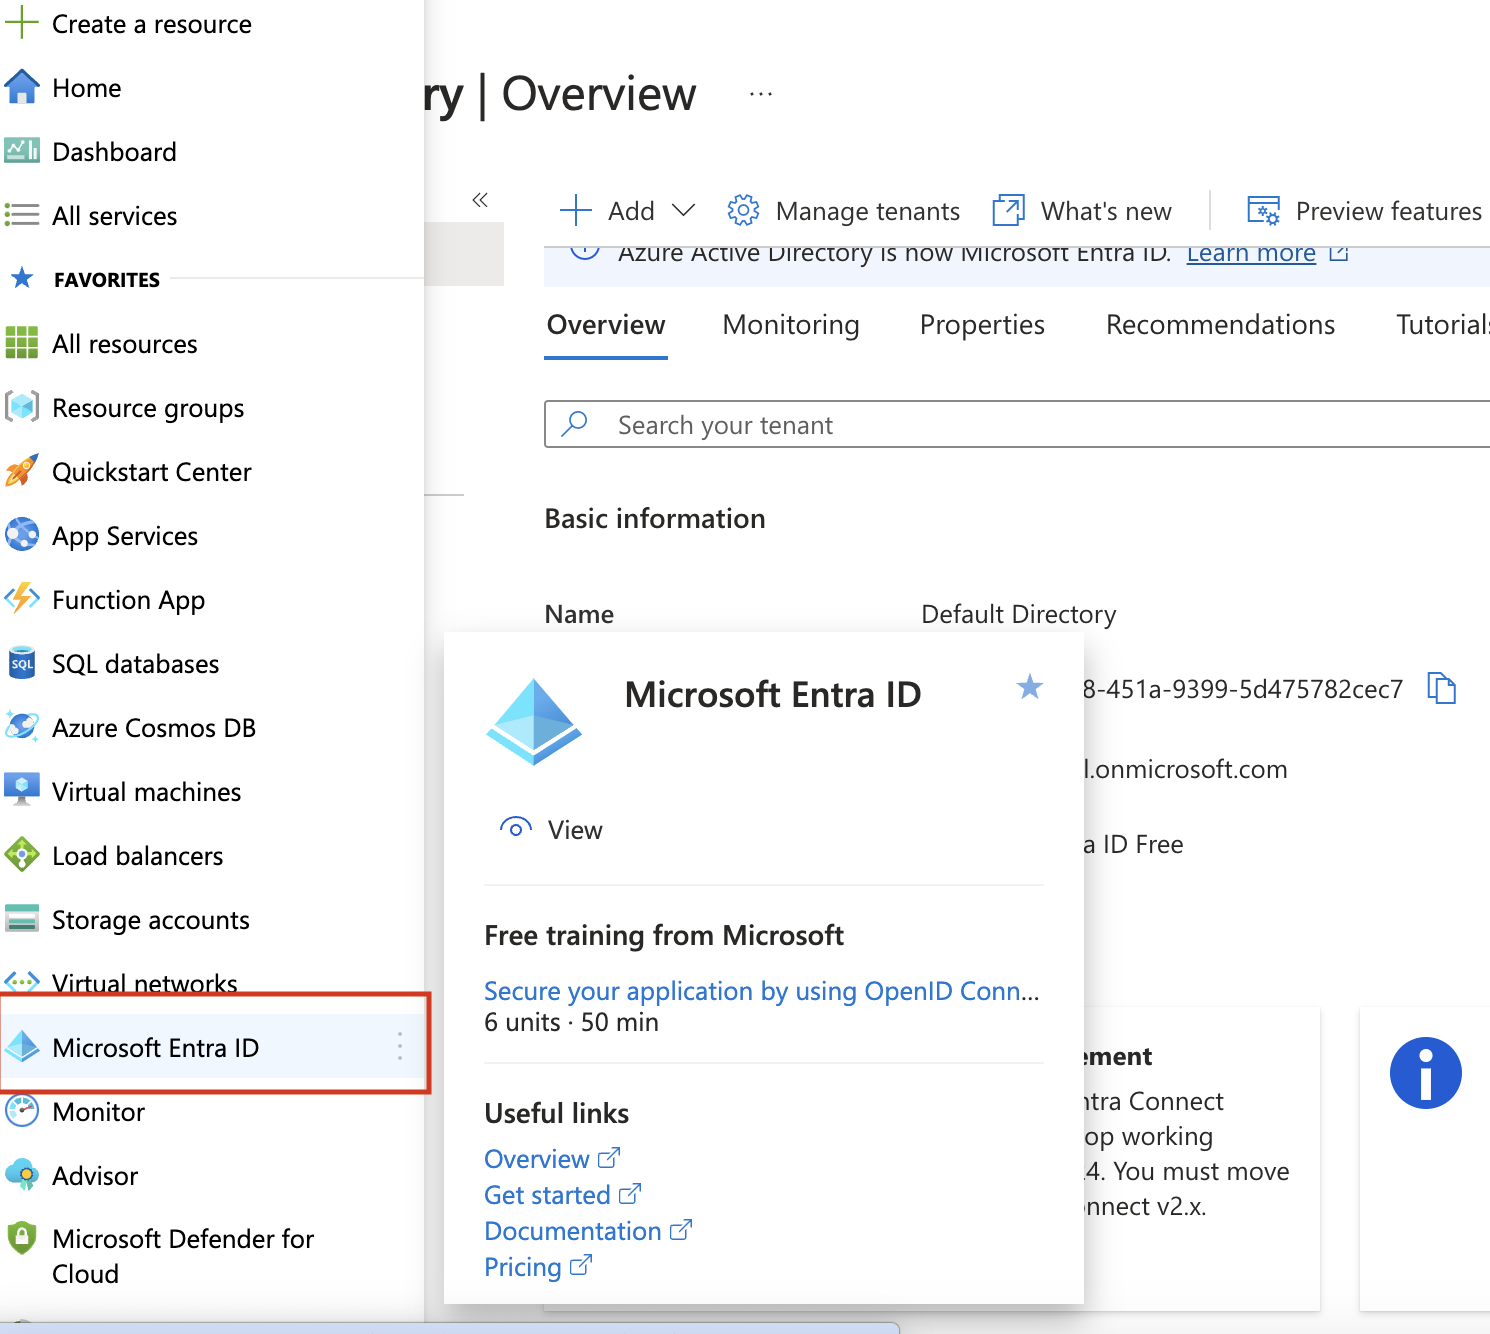 Create a resource
Home
Dashboard
All services
FAVORITES
All resources
Resource groups
Quickstart Center
App Services
Function App
SQL databases
Azure Cosmos DB
Virtual machines
Load balancers
Storage accounts
Virtual networks
Microsoft Entra ID
Monitor
Advisor
Microsoft Defender for
Cloud
ry | Overview
...
«
Add
Manage tenants
What's new
Preview features
Azure Active Directory is now Microsoft Entra ID. Learn more
Overview
Monitoring
Properties
Recommendations
Tutorials
Search your tenant
Basic information
Name
Default Directory
8-451a-9399-5d475782cec7
l.onmicrosoft.com
a ID Free
Microsoft Entra ID
View
Free training from Microsoft
Secure your application by using OpenID Conn...
6 units · 50 min
Useful links
Overview
Get started
Documentation
Pricing
ement
ntra Connect
op working
4. You must move
nnect v2.x.
SQL